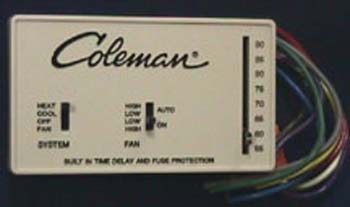 Coleman®
HEAT
COOL
OFF
FAN
SYSTEM
HIGH
LOW
LOW
HIGH
AUTO
ON
FAN
90
85
80
75
70
65
60
55
BUILT IN TIME DELAY AND FUSE PROTECTION